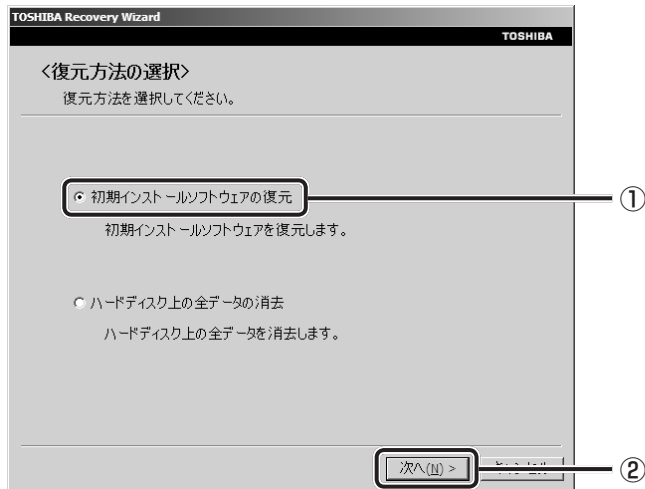 TOSHIBA Recovery Wizard
TOSHIBA
<復元方法の選択>
復元方法を選択してください。
初期インストールソフトウェアの復元
①
初期インストールソフトウェアを復元します。
ハードディスク上の全データの消去
ハードディスク上の全データを消去します。
次へ(N) >
②